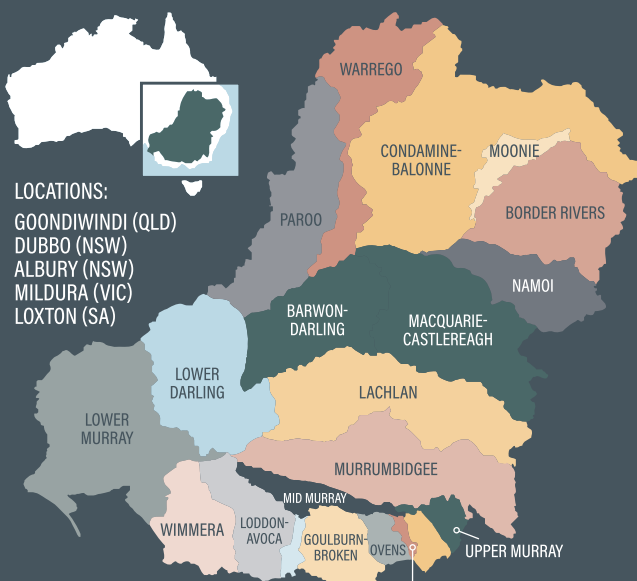 LOCATIONS:
GOONDIWINDI (QLD)
DUBBO (NSW)
ALBURY (NSW)
MILDURA (VIC)
LOXTON (SA)
WARREGO
CONDAMINE-
BALONNE
MOONIE
PAROO
BORDER RIVERS
NAMOI
BARWON-
DARLING
MACQUARIE-
CASTLEREAGH
LOWER
DARLING
LACHLAN
LOWER
MURRAY
MURRUMBIDGEE
MID MURRAY
WIMMERA
LODDON-
AVOCA
GOULBURN-
BROKEN
OVENS
UPPER MURRAY